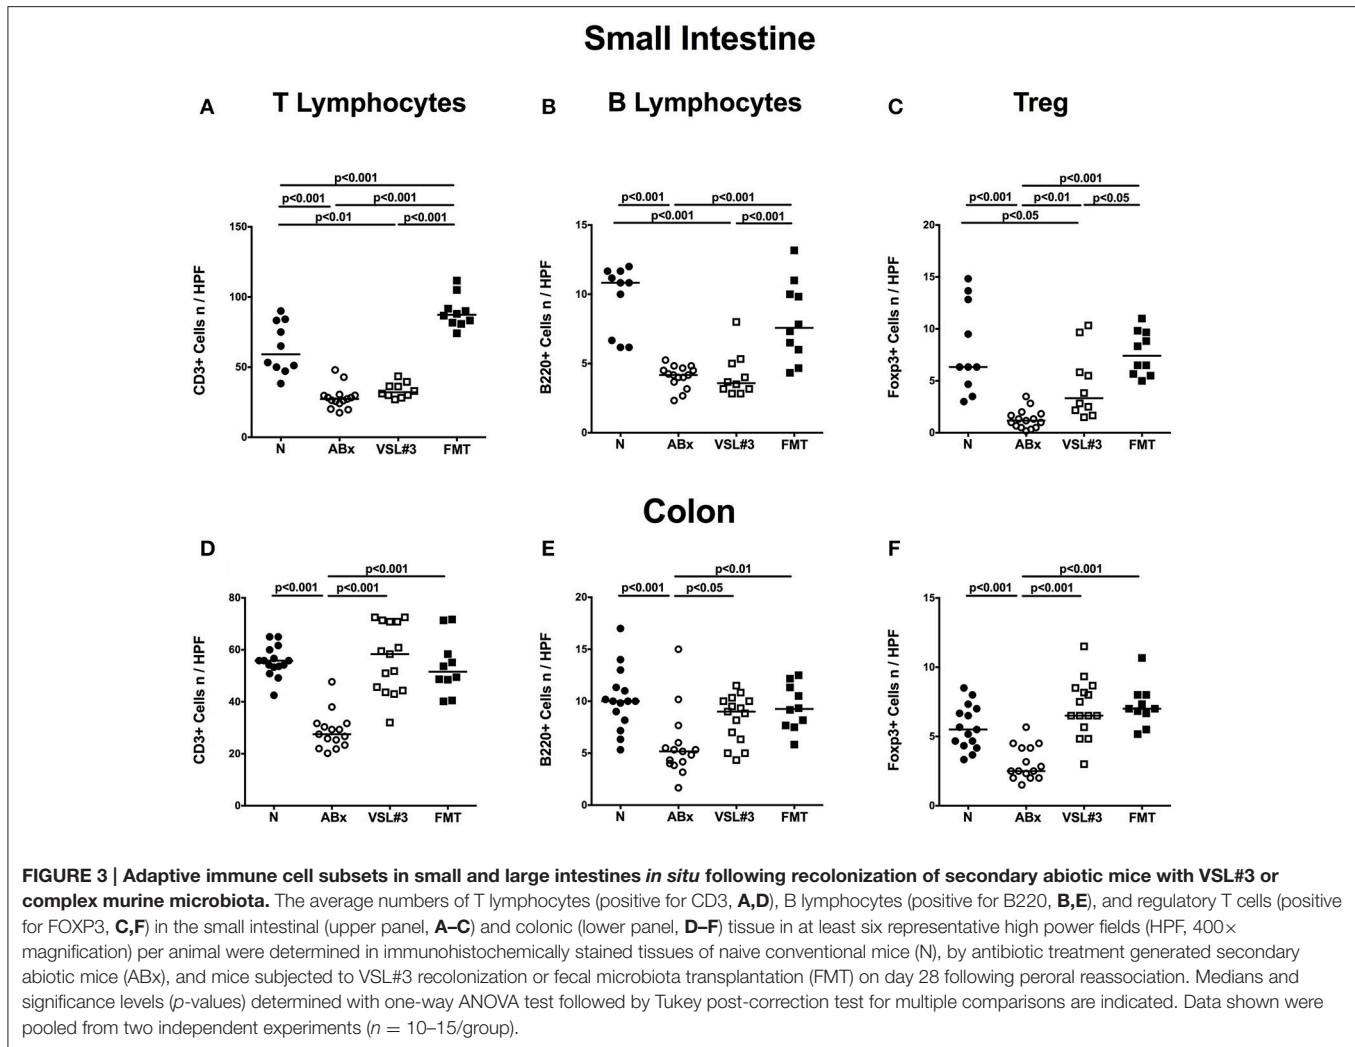 Small Intestine
A T Lymphocytes
B B Lymphocytes
C Treg
p<0.001
p<0.001 p<0.001
p<0.01 p<0.001
CD3+ Cells n / HPF
150
100
50
0
N ABx VSL#3 FMT
p<0.001 p<0.001
p<0.001 p<0.001
B220+ Cells n / HPF
15
10
5
0
N ABx VSL#3 FMT
p<0.001
p<0.001 p<0.01 p<0.05
p<0.05
Foxp3+ Cells n / HPF
20
15
10
5
0
N ABx VSL#3 FMT
Colon
D
p<0.001
p<0.001 p<0.001
CD3+ Cells n / HPF
80
60
40
20
0
N ABx VSL#3 FMT
E
p<0.01
p<0.001 p<0.05
B220+ Cells n / HPF
20
15
10
5
0
N ABx VSL#3 FMT
F
p<0.001
p<0.001 p<0.001
Foxp3+ Cells n / HPF
15
10
5
0
N ABx VSL#3 FMT
FIGURE 3 | Adaptive immune cell subsets in small and large intestines in situ following recolonization of secondary abiotic mice with VSL#3 or
complex murine microbiota. The average numbers of T lymphocytes (positive for CD3, A,D), B lymphocytes (positive for B220, B,E), and regulatory T cells (positive
for FOXP3, C,F) in the small intestinal (upper panel, A–C) and colonic (lower panel, D–F) tissue in at least six representative high power fields (HPF, 400×
magnification) per animal were determined in immunohistochemically stained tissues of naive conventional mice (N), by antibiotic treatment generated secondary
abiotic mice (ABx), and mice subjected to VSL#3 recolonization or fecal microbiota transplantation (FMT) on day 28 following peroral reassociation. Medians and
significance levels (p-values) determined with one-way ANOVA test followed by Tukey post-correction test for multiple comparisons are indicated. Data shown were
pooled from two independent experiments (n = 10–15/group).